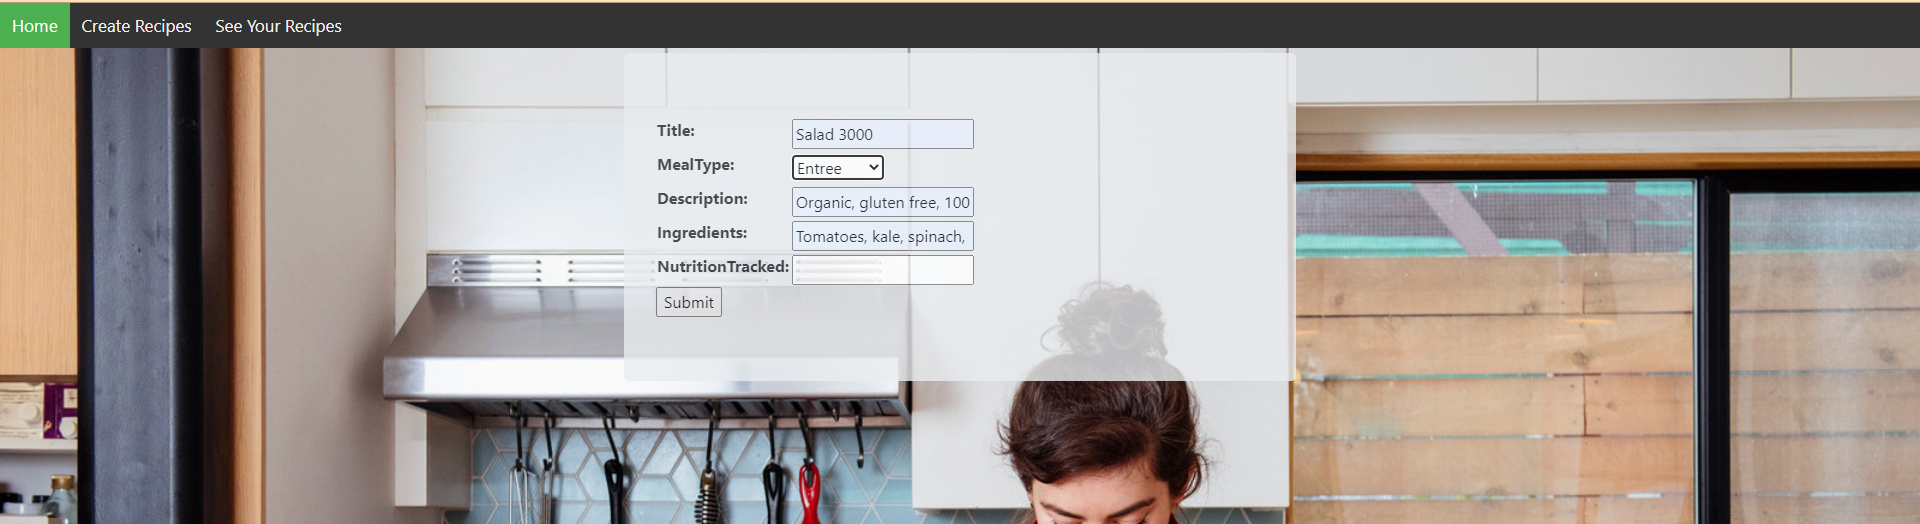 Home Create Recipes See Your Recipes
Title: Salad 3000
MealType: Entree
Description: Organic, gluten free, 100
Ingredients: Tomatoes, kale, spinach,
NutritionTracked:
Submit